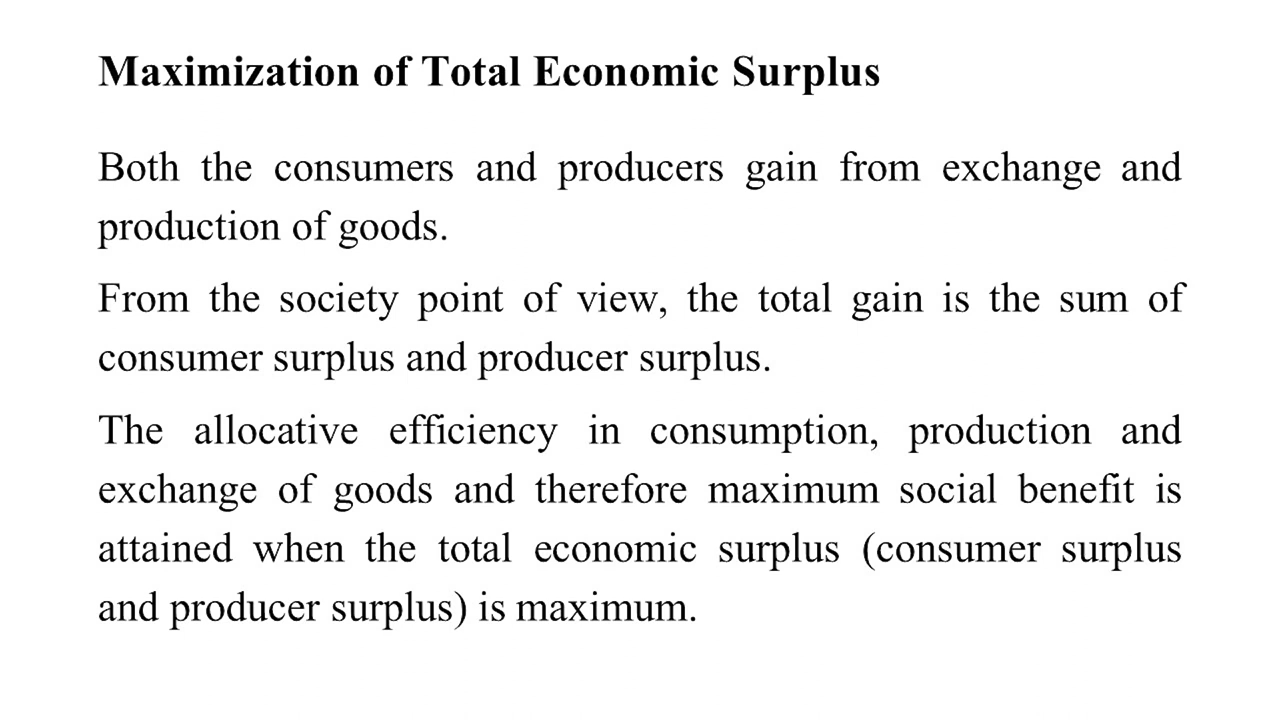 Maximization of Total Economic Surplus
Both the consumers and producers gain from exchange and
production of goods.
From the society point of view, the total gain is the sum of
consumer surplus and producer surplus.
The allocative efficiency in consumption, production and
exchange of goods and therefore maximum social benefit is
attained when the total economic surplus (consumer surplus
and producer surplus) is maximum.